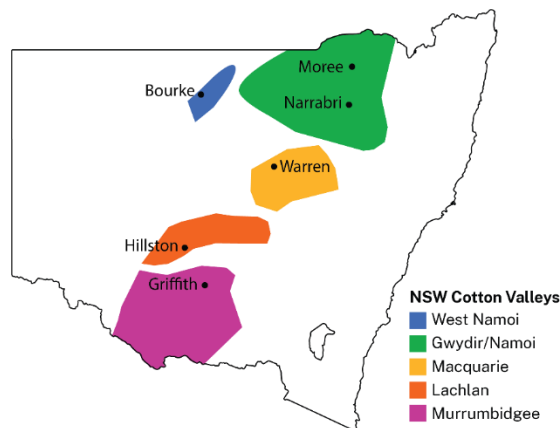 Moree
Bourke
Narrabri
Warren
Hillston
Griffith
NSW Cotton Valleys
West Namoi
Gwydir/Namoi
Macquarie
Lachlan
Murrumbidgee